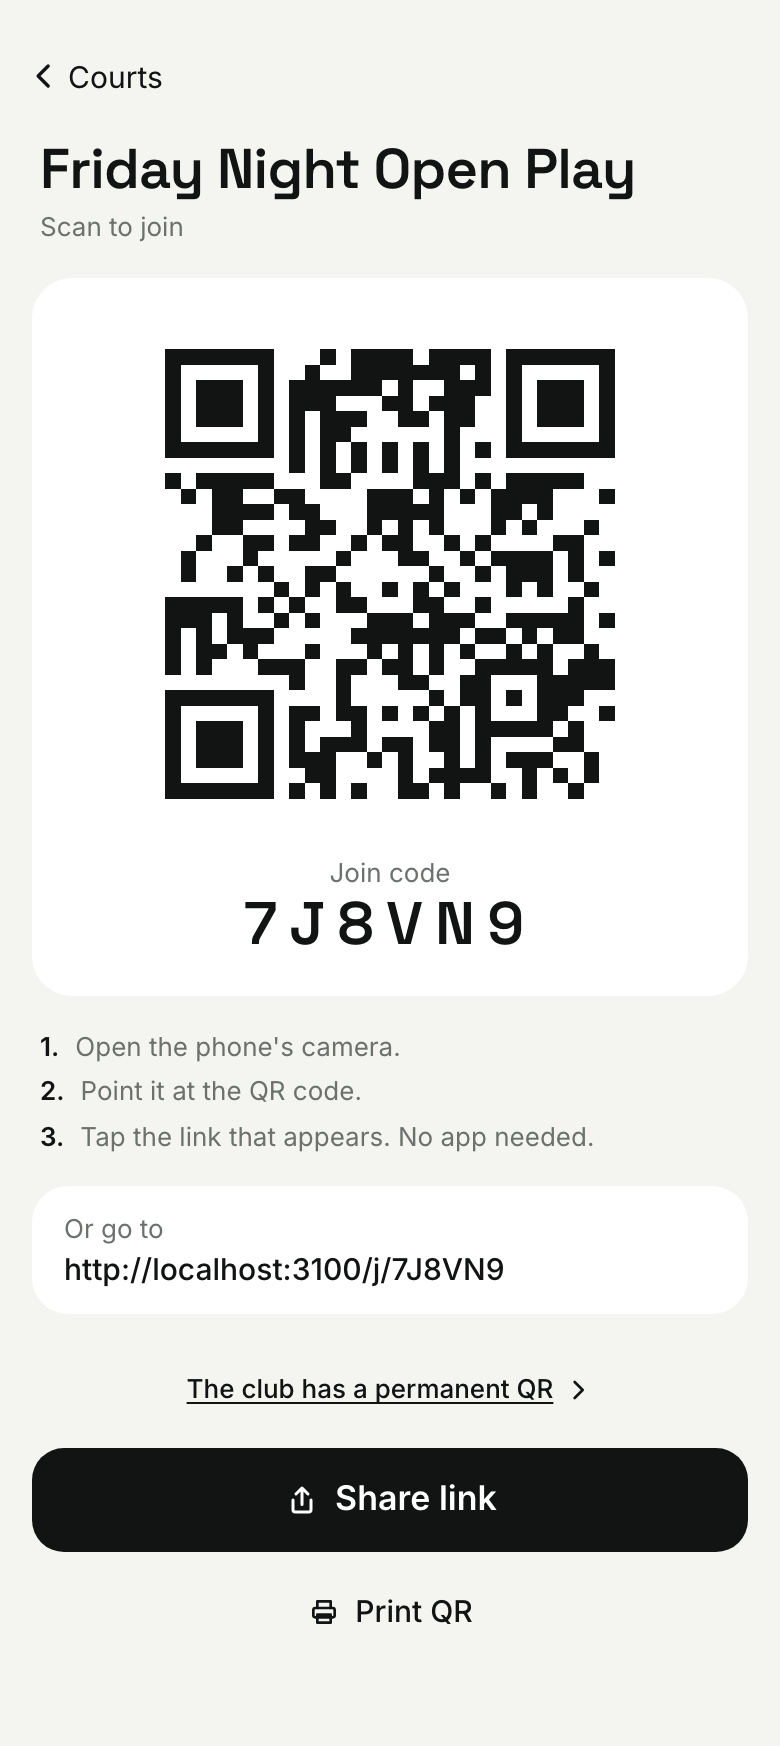 Courts
Friday Night Open Play
Scan to join
Join code
7J8VN9
1. Open the phone's camera.
2. Point it at the QR code.
3. Tap the link that appears. No app needed.
Or go to
http://localhost:3100/j/7J8VN9
The club has a permanent QR
Share link
Print QR